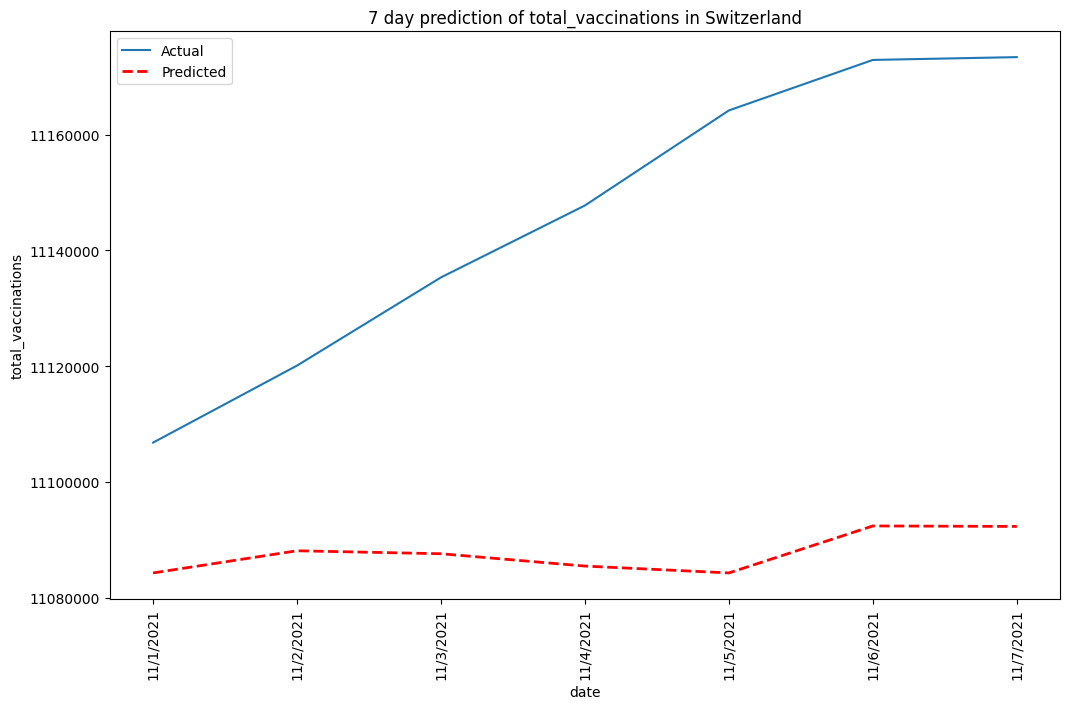 7 day prediction of total_vaccinations in Switzerland
Actual
Predicted
total_vaccinations
11160000
11140000
11120000
11100000
11080000
11/1/2021
11/2/2021
11/3/2021
11/4/2021
11/5/2021
11/6/2021
11/7/2021
date